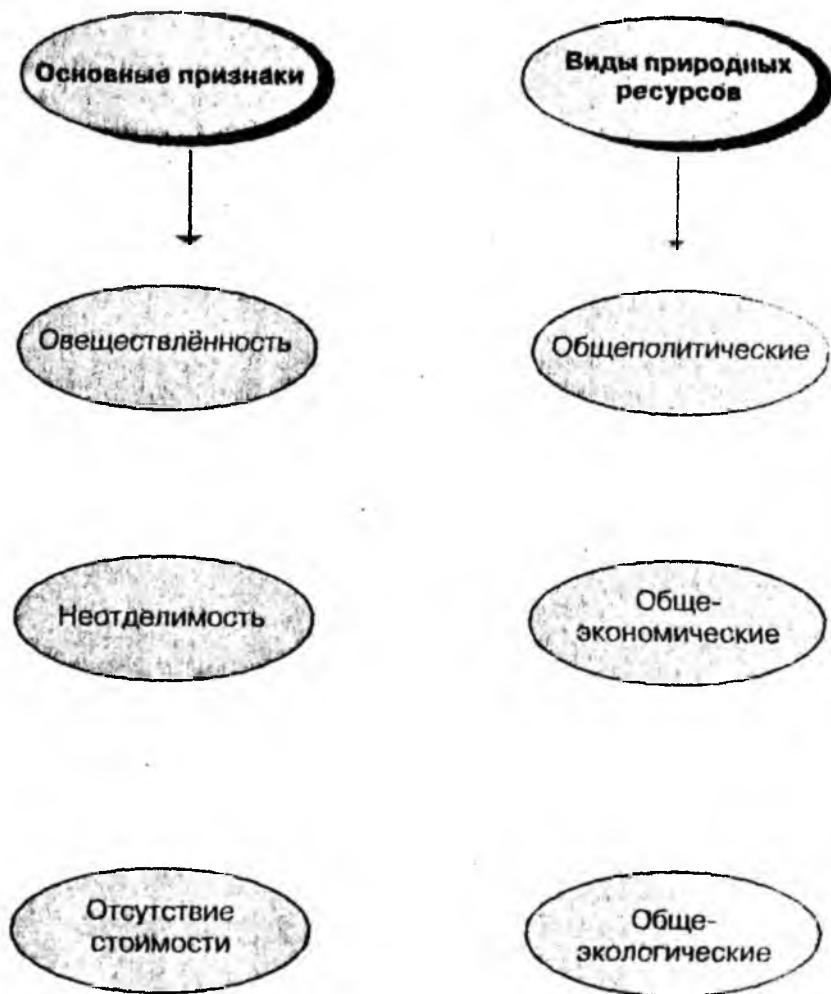 Основные признаки
Виды природных
ресурсов
Овеществлённость
Общеполитические
Неотделимость
Обще-
экономические
Отсутствие
стоимости
Обще-
экологические